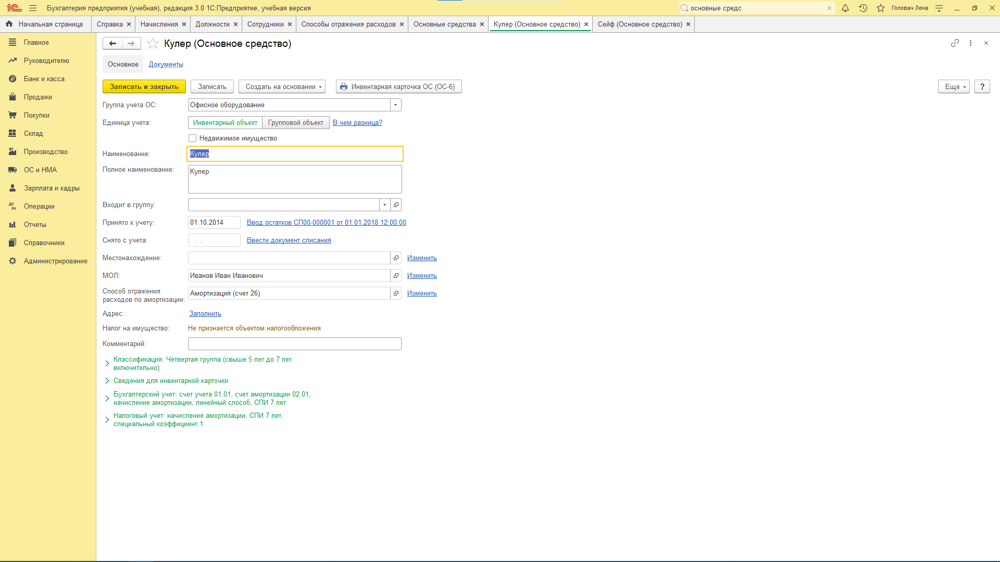 1С Бухгалтерия предприятия (учебная), редакция 3.0 1С:Предприятие, учебная версия основные средс Головач Лена
Начальная страница Справка Начисления Должности Сотрудники Способы отражения расходов Основные средства Кулер (Основное средство) Сейф (Основное средство)
Главное
Руководителю
Банк и касса
Продажи
Покупки
Склад
Производство
ОС и НМА
Зарплата и кадры
Дт Кт Операции
Отчеты
Справочники
Администрирование
Кулер (Основное средство)
Основное Документы
Записать и закрыть Записать Создать на основании Инвентарная карточка ОС (ОС-6) Еще ?
Группа учета ОС: Офисное оборудование
Единица учета: Инвентарный объект Групповой объект В чем разница?
Недвижимое имущество
Наименование: Кулер
Полное наименование: Кулер
Входит в группу:
Принято к учету: 01.10.2014 Ввод остатков СП00-000001 от 01.01.2018 12:00:00
Снято с учета: . . Ввести документ списания
Местонахождение: Изменить
МОЛ: Иванов Иван Иванович Изменить
Способ отражения
расходов по амортизации: Амортизация (счет 26) Изменить
Адрес: Заполнить
Налог на имущество: Не признается объектом налогообложения
Комментарий:
Классификация: Четвертая группа (свыше 5 лет до 7 лет
включительно)
Сведения для инвентарной карточки
Бухгалтерский учет: счет учета 01.01, счет амортизации 02.01,
начисление амортизации, линейный способ, СПИ 7 лет
Налоговый учет: начисление амортизации, СПИ 7 лет,
специальный коэффициент 1